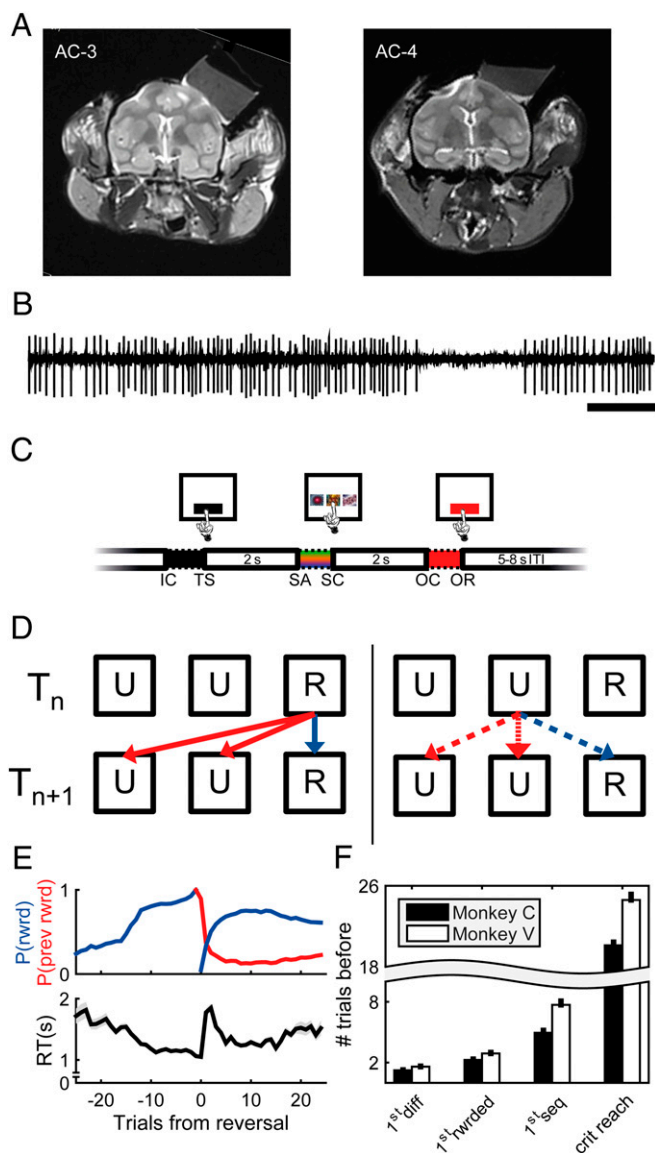 A
AC-3
AC-4
B
C
2 s
2 s
5-8 s ITI
IC
TS
SA
SC
OC
OR
D
Tn
U
U
R
U
U
R
Tn+1
U
U
R
U
U
R
E
P(nwrd)
P(prev rwrd)
1
0
RT(s)
2
1
0
-20
-10
0
10
20
Trials from reversal
F
# trials before
26
18
8
2
Monkey C
Monkey V
1st diff
1st rwrded
1st seq
crit reach